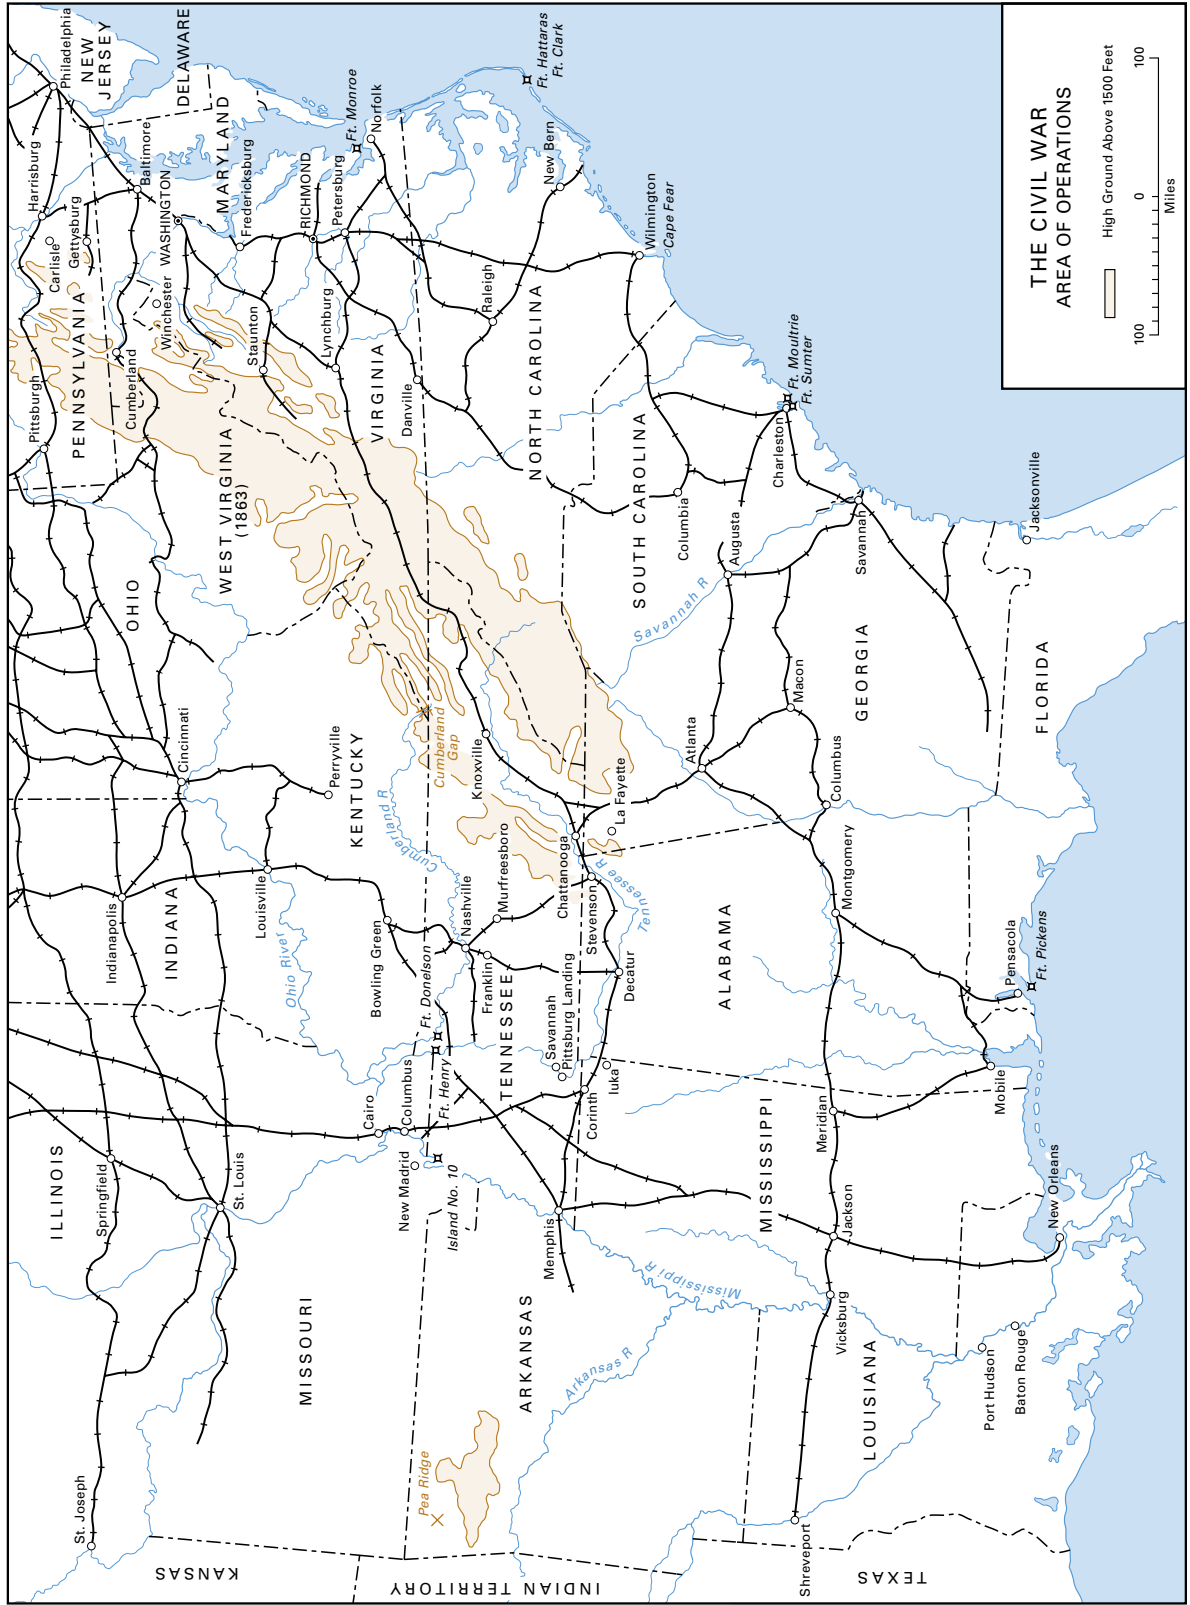 THE CIVIL WAR
AREA OF OPERATIONS
High Ground Above 1500 Feet
100
0
100
Miles
KANSAS
INDIAN TERRITORY
TEXAS
St. Joseph
MISSOURI
Pea Ridge
ARKANSAS
Arkansas R
Shreveport
LOUISIANA
Port Hudson
Baton Rouge
New Orleans
Vicksburg
Mississippi R
Jackson
MISSISSIPPI
Meridian
Memphis
ILLINOIS
Springfield
St. Louis
New Madrid
Island No. 10
Cairo
Columbus
Ft. Henry
Ft. Donelson
TENNESSEE
Savannah
Pittsburg Landing
Corinth
Iuka
Mobile
Pensacola
Ft. Pickens
ALABAMA
Montgomery
Decatur
Stevenson
Tennessee R
Franklin
Nashville
Murfreesboro
Chattanooga
La Fayette
Bowling Green
Cumberland R
Ohio River
Louisville
INDIANA
Indianapolis
KENTUCKY
Perryville
Cincinnati
Knoxville
Cumberland
Gap
Atlanta
Columbus
Macon
GEORGIA
FLORIDA
Jacksonville
Savannah
Augusta
Savannah R
OHIO
WEST VIRGINIA
(1863)
SOUTH CAROLINA
Columbia
Charleston
Ft. Moultrie
Ft. Sumter
NORTH CAROLINA
Raleigh
Wilmington
Cape Fear
New Bern
Ft. Hattaras
Ft. Clark
VIRGINIA
Danville
Lynchburg
Staunton
Petersburg
RICHMOND
Norfolk
Ft. Monroe
Fredericksburg
WASHINGTON
Winchester
Cumberland
Pittsburgh
PENNSYLVANIA
Carlisle
Gettysburg
Harrisburg
Baltimore
MARYLAND
DELAWARE
NEW
JERSEY
Philadelphia